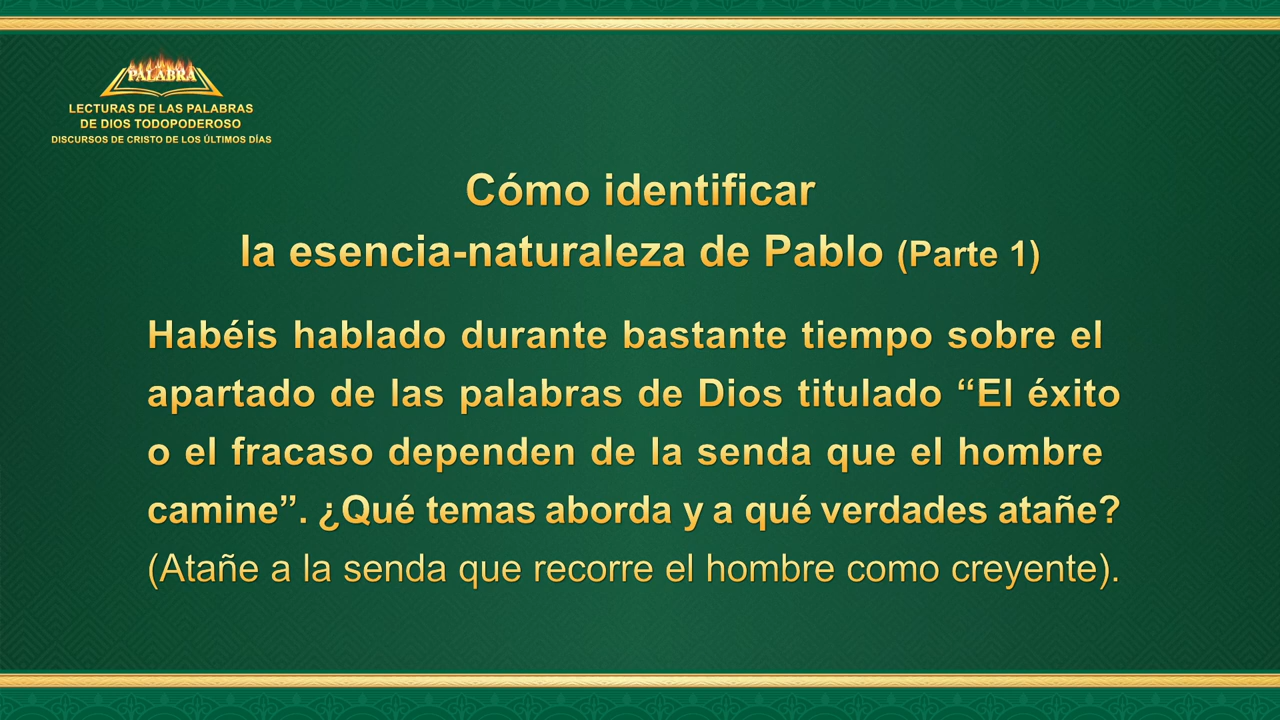 PALABRA
LECTURAS DE LAS PALABRAS
DE DIOS TODOPODEROSO
DISCURSOS DE CRISTO DE LOS ÚLTIMOS DÍAS
Cómo identificar
la esencia-naturaleza de Pablo (Parte 1)
Habéis hablado durante bastante tiempo sobre el
apartado de las palabras de Dios titulado “El éxito
o el fracaso dependen de la senda que el hombre
camine”. ¿Qué temas aborda y a qué verdades atañe?
(Atañe a la senda que recorre el hombre como creyente).